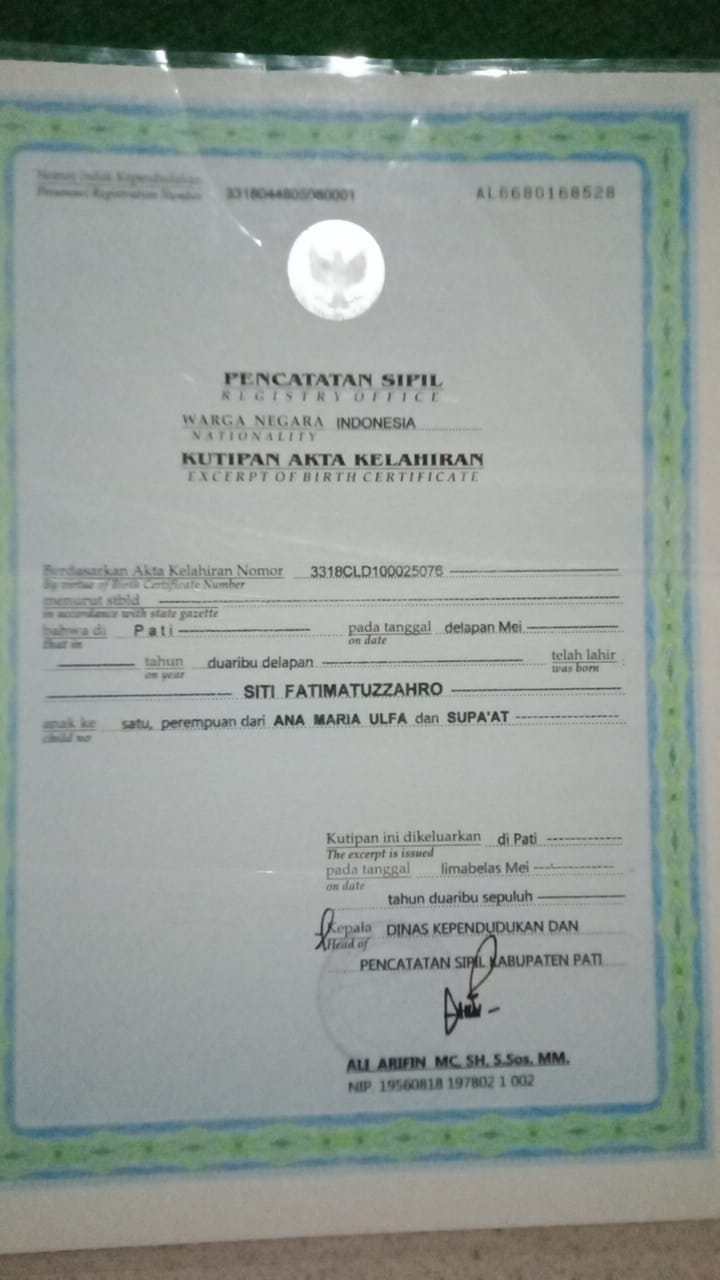 Nomor Induk Kependudukan
Personnel Registration Number 3318044805080001 AL6680168528
PENCATATAN SIPIL
REGISTRY OFFICE
WARGA NEGARA INDONESIA
NATIONALITY
KUTIPAN AKTA KELAHIRAN
EXCERPT OF BIRTH CERTIFICATE
Berdasarkan Akta Kelahiran Nomor 3318CLD100025076
By virtue of Birth Certificate Number
menurut stbld
in accordance with state gazette
bahwa di Pati pada tanggal delapan Mei
that in on date
tahun duaribu delapan telah lahir
on year was born
SITI FATIMATUZZAHRO
anak ke satu, perempuan dari ANA MARIA ULFA dan SUPA'AT
child no
Kutipan ini dikeluarkan di Pati
The excerpt is issued
pada tanggal limabelas Mei
on date
tahun duaribu sepuluh
Kepala DINAS KEPENDUDUKAN DAN
Head of
PENCATATAN SIPIL KABUPATEN PATI
ALI ARIFIN MC, SH, S.Sos, MM.
NIP. 19560818 197802 1 002